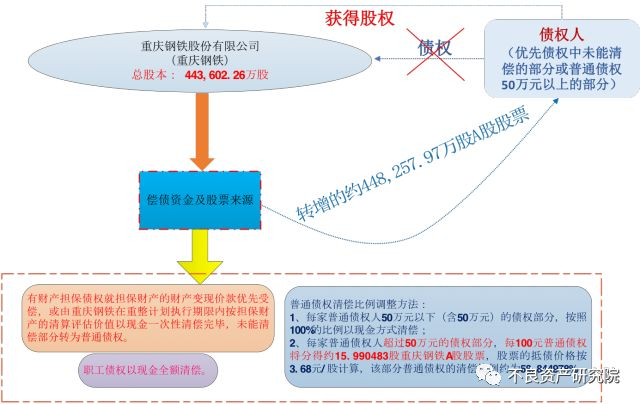 获得股权
重庆钢铁股份有限公司
(重庆钢铁)
总股本： 443,602.26万股
债权
债权人
（优先债权中未能清
偿的部分或普通债权
50万元以上的部分）
转增的约448,257.97万股A股股票
偿债资金及股票来源
有财产担保债权就担保财产的财产变现价款优先受
偿，或由重庆钢铁在重整计划执行期限内按担保财
产的清算评估价值以现金一次性清偿完毕，未能清
偿部分转为普通债权。
职工债权以现金全额清偿。
普通债权清偿比例调整方法：
1、每家普通债权人50万元以下（含50万元）的债权部分，按照
100%的比例以现金方式清偿；
2、每家普通债权人超过50万元的债权部分，每100元普通债权
将分得约15.990483股重庆钢铁A股股票，股票的抵债价格按
3.68元/股计算，该部分普通债权的清偿
不良资产研究院